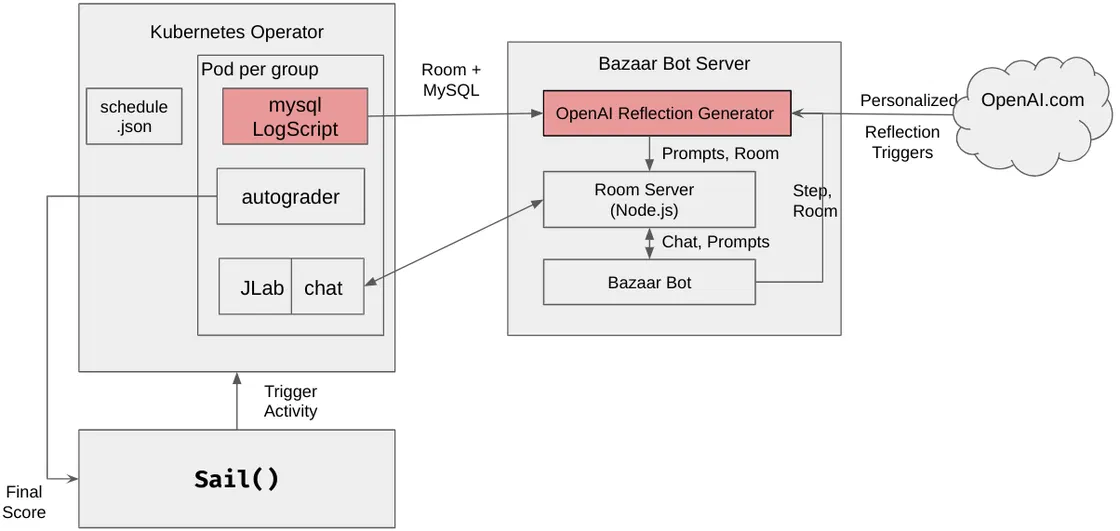 Kubernetes Operator
Pod per group
schedule
.json
mysql
LogScript
autograder
JLab
chat
Room +
MySQL
Bazaar Bot Server
OpenAI Reflection Generator
Prompts, Room
Room Server
(Node.js)
Chat, Prompts
Bazaar Bot
Step,
Room
Personalized
Reflection
Triggers
OpenAI.com
Trigger
Activity
Sail()
Final
Score